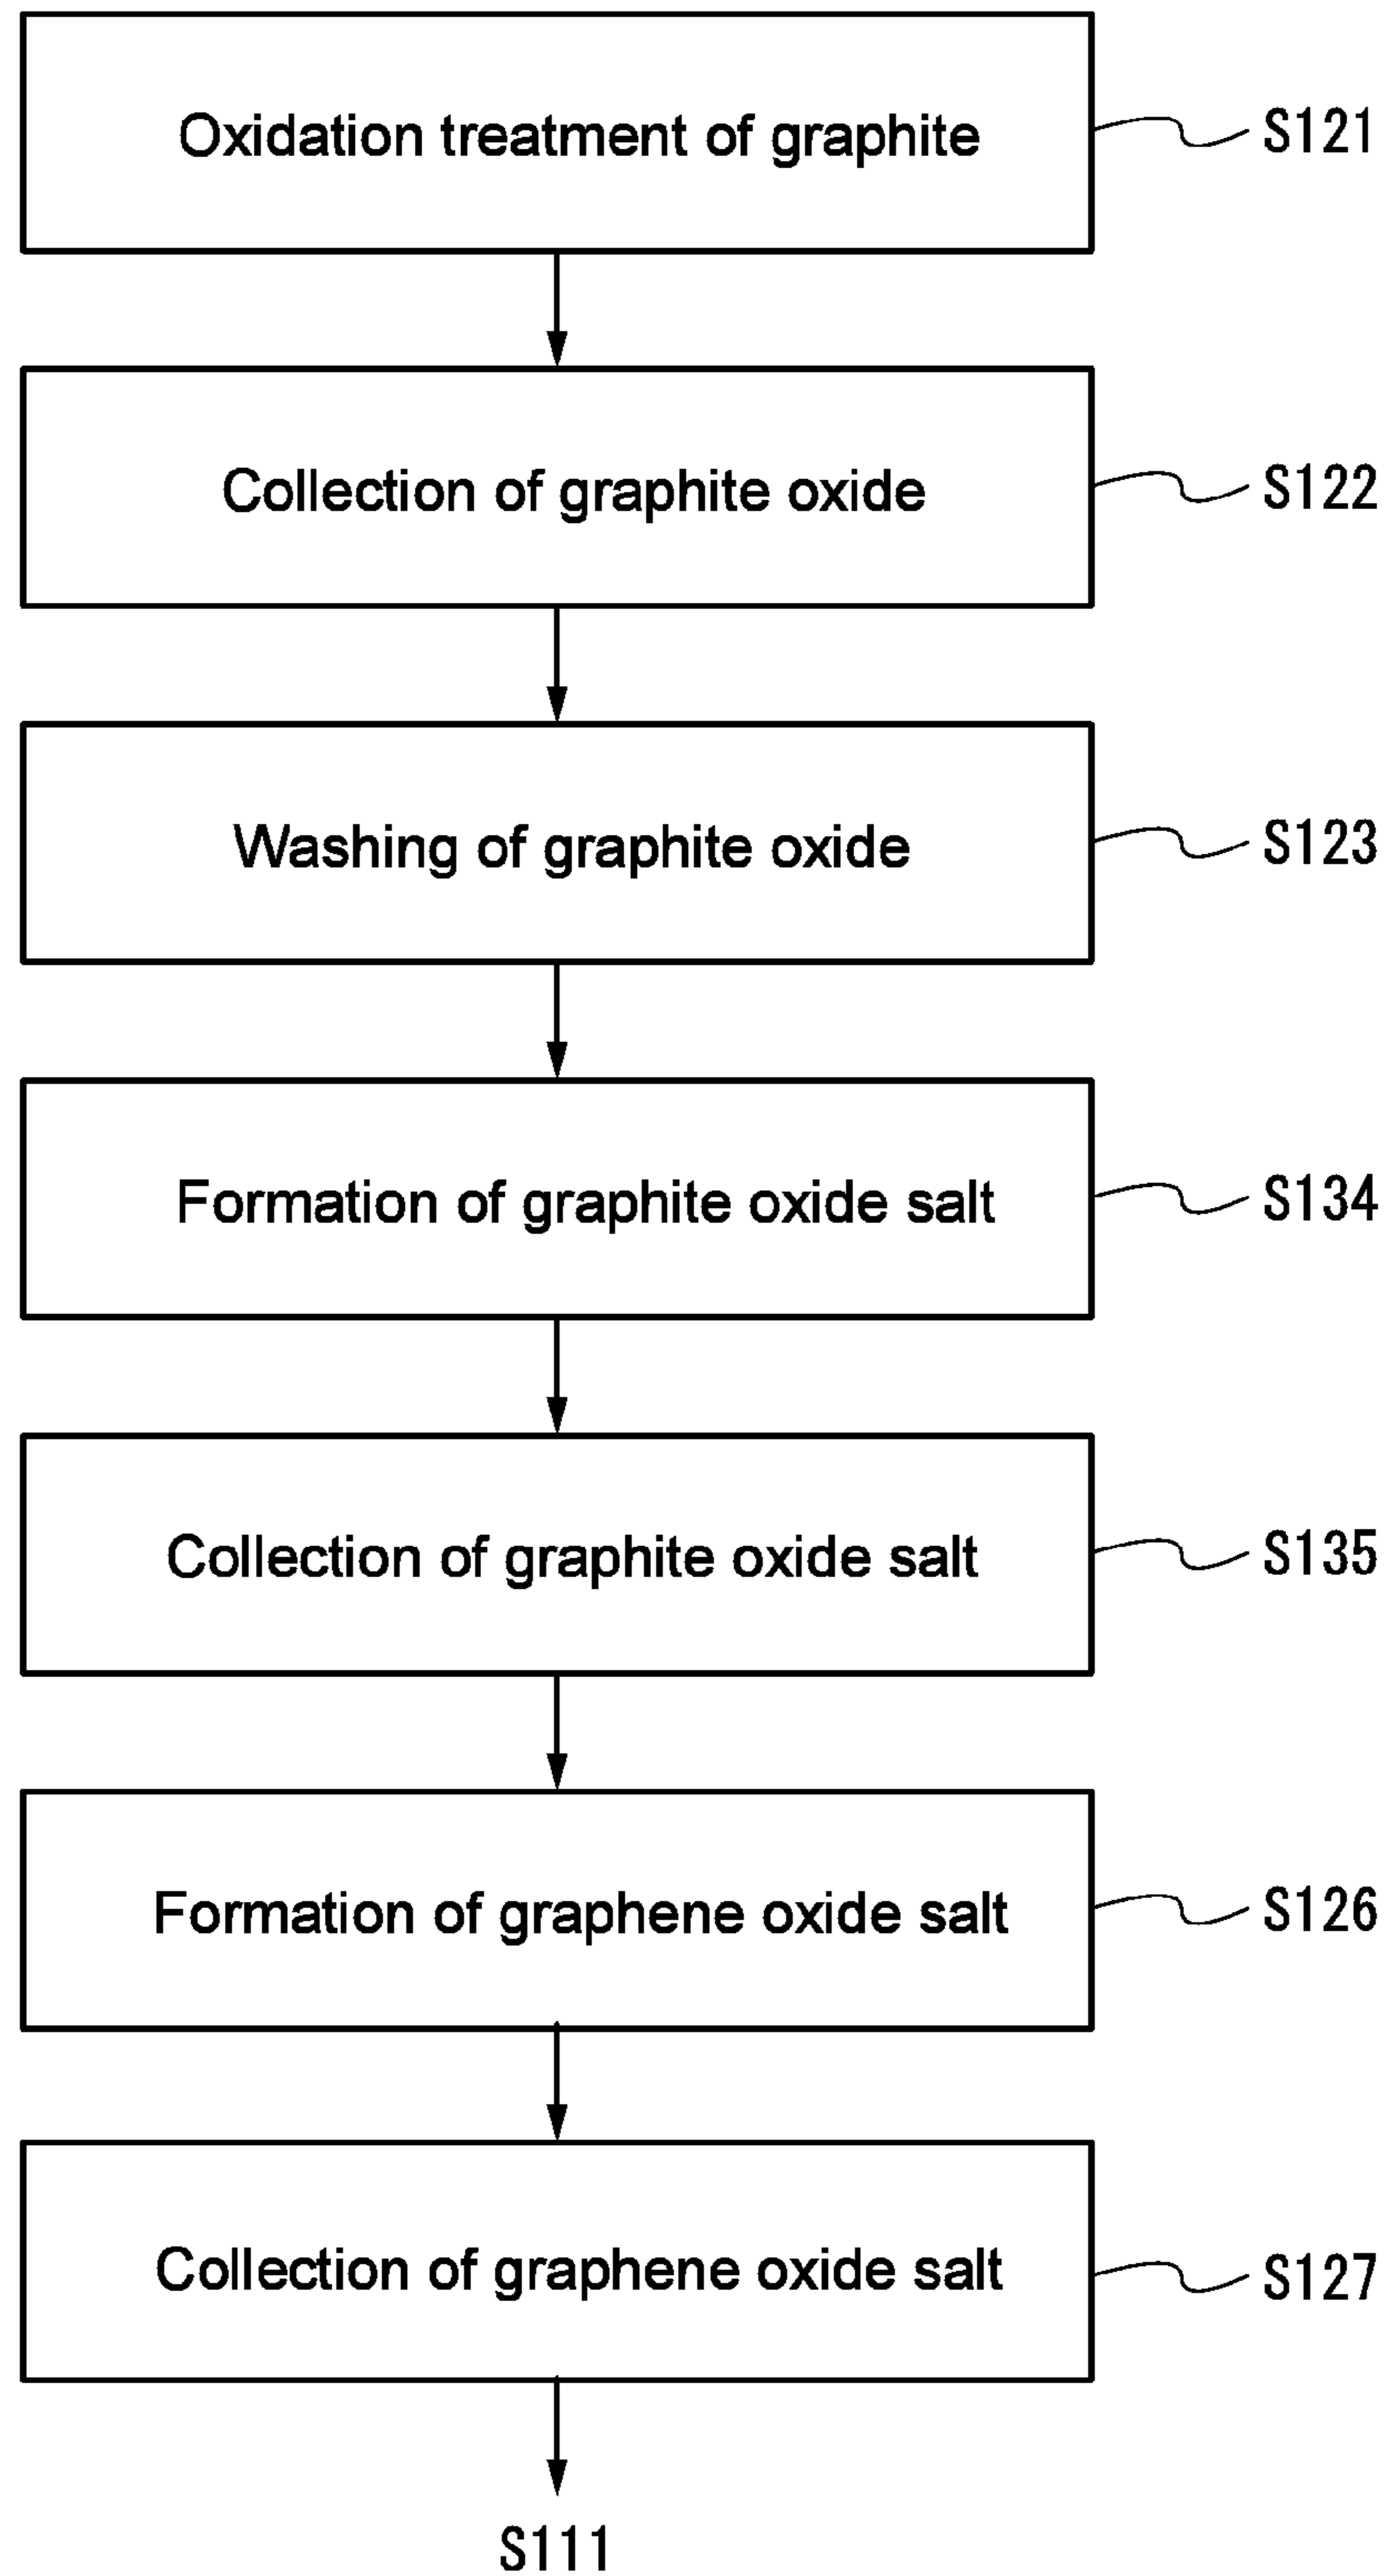 Oxidation treatment of graphite
S121
Collection of graphite oxide
S122
Washing of graphite oxide
S123
Formation of graphite oxide salt
S134
Collection of graphite oxide salt
S135
Formation of graphene oxide salt
S126
Collection of graphene oxide salt
S127
S111